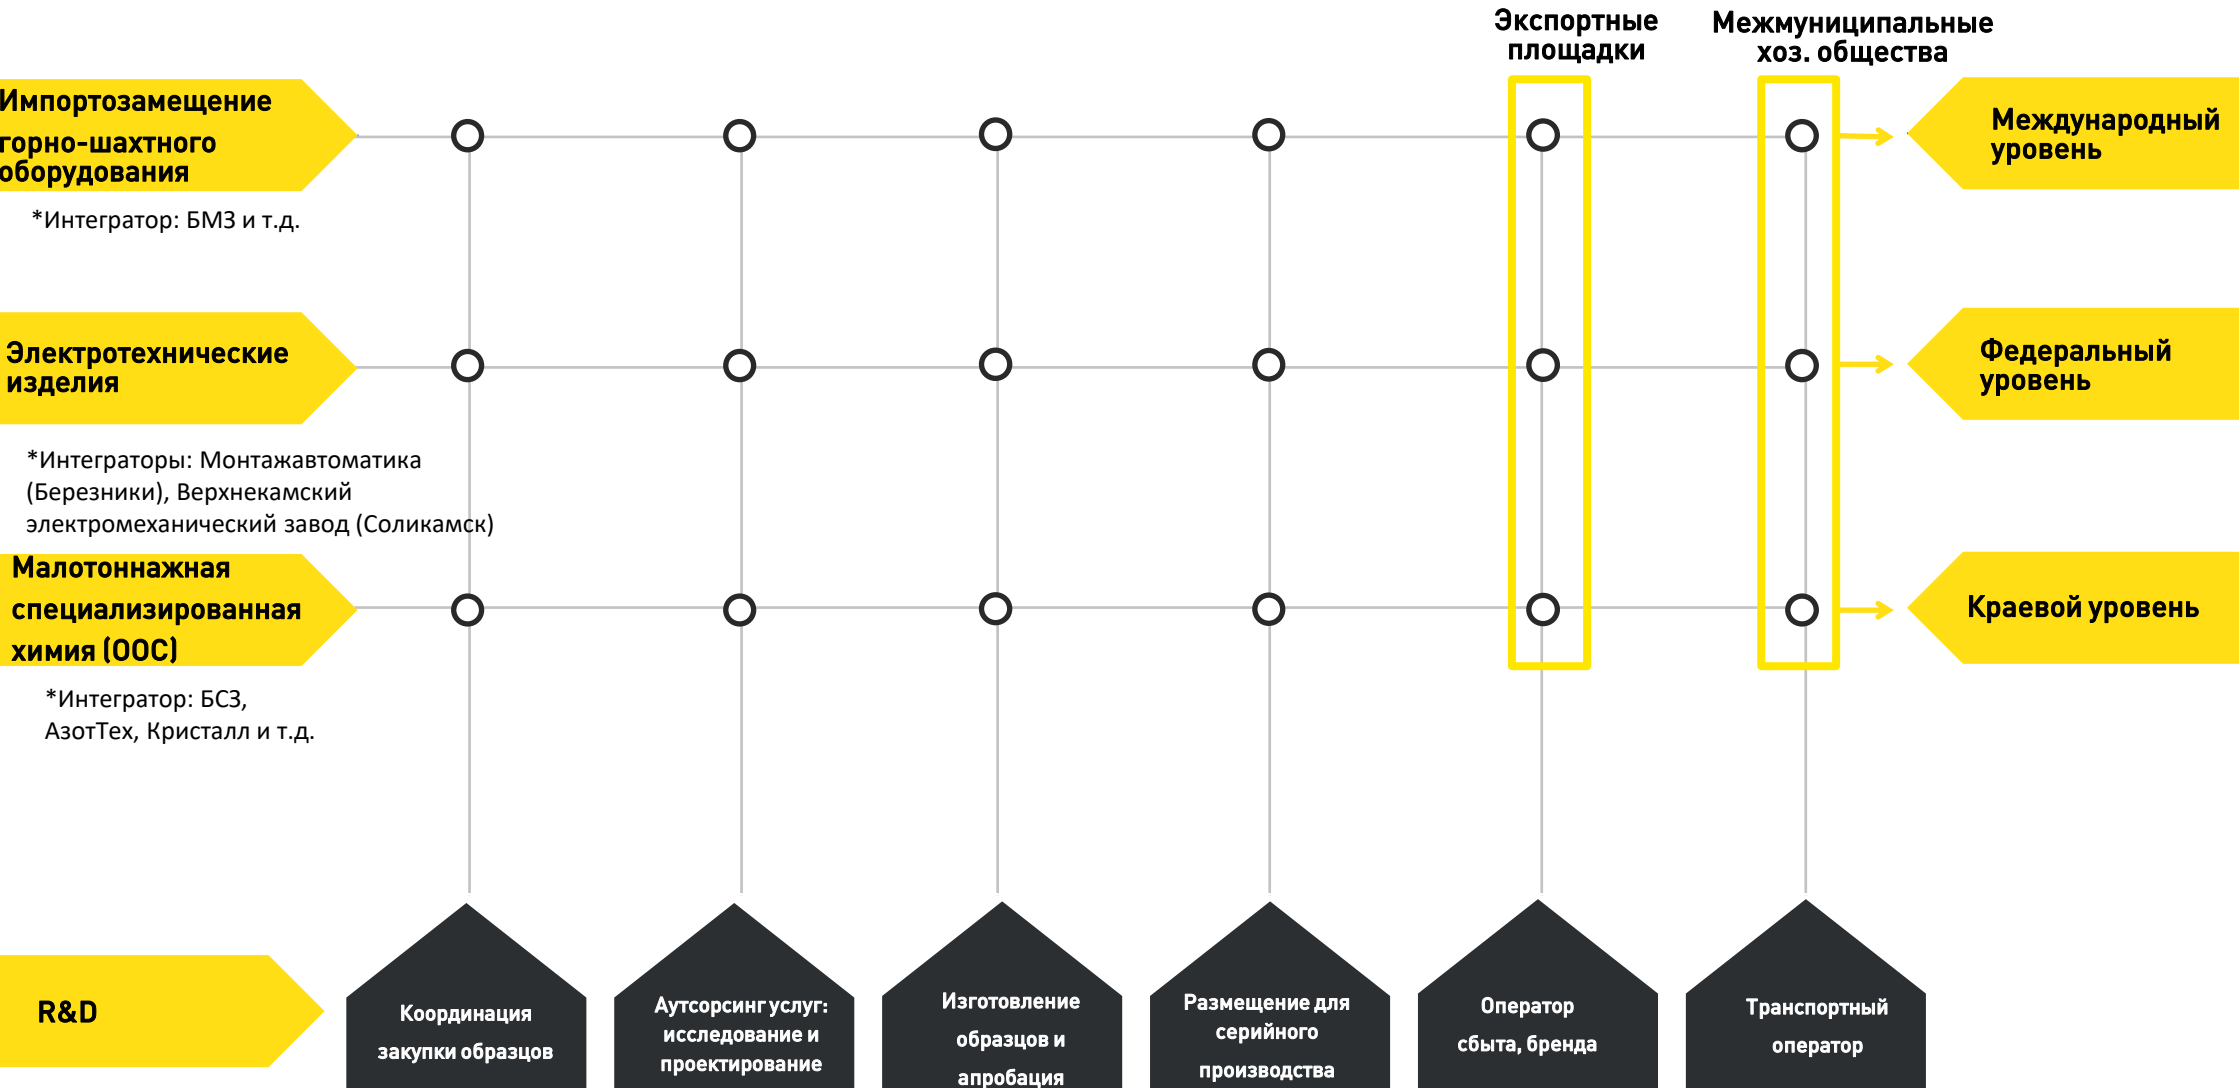 Экспортные
площадки
Межмуниципальные
хоз. общества
Импортозамещение
горно-шахтного
оборудования
Международный
уровень
*Интегратор: БМЗ и т.д.
Электротехнические
изделия
Федеральный
уровень
*Интеграторы: Монтажавтоматика
(Березники), Верхнекамский
электромеханический завод (Соликамск)
Малотоннажная
специализированная
химия (ООС)
Краевой уровень
*Интегратор: БСЗ,
АзотТех, Кристалл и т.д.
R&D
Координация
закупки образцов
Аутсорсинг услуг:
исследование и
проектирование
Изготовление
образцов и
апробация
Размещение для
серийного
производства
Оператор
сбыта, бренда
Транспортный
оператор